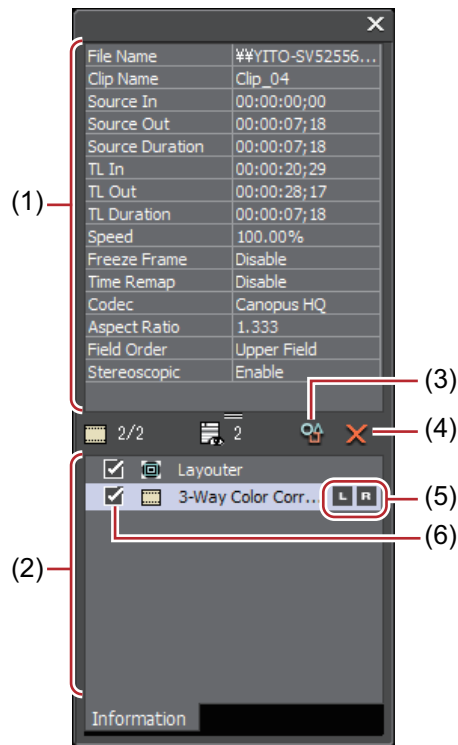 File Name ¥¥YITO-SV52556...
Clip Name Clip_04
Source In 00:00:00;00
Source Out 00:00:07;18
Source Duration 00:00:07;18
TL In 00:00:20;29
TL Out 00:00:28;17
TL Duration 00:00:07;18
Speed 100.00%
Freeze Frame Disable
Time Remap Disable
Codec Canopus HQ
Aspect Ratio 1.333
Field Order Upper Field
Stereoscopic Enable
(1)
(3)
2/2 2
(4)
Layouter
3-Way Color Corr... L R
(5)
(6)
(2)
Information